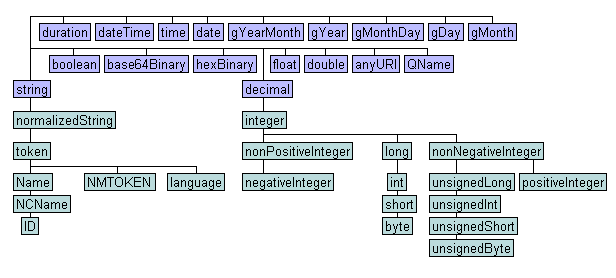 duration dateTime time date gYearMonth gYear gMonthDay gDay gMonth
boolean base64Binary hexBinary float double anyURI QName
string decimal
normalizedString integer
token nonPositiveInteger long nonNegativeInteger
Name NMTOKEN language negativeInteger int unsignedLong positiveInteger
NCName short unsignedInt
ID byte unsignedShort
unsignedByte